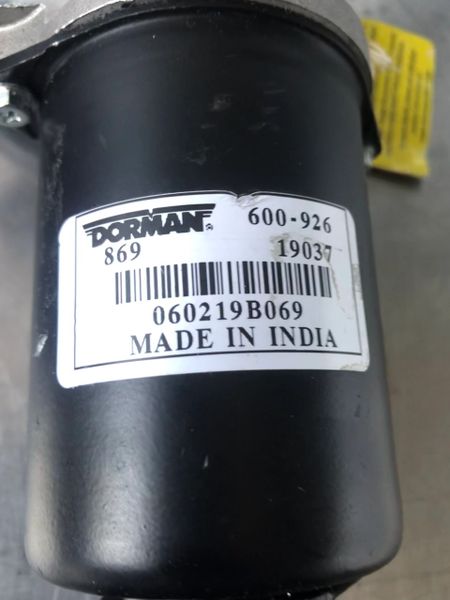 DORMAN® 600-926
869 19037
060219B069
MADE IN INDIA